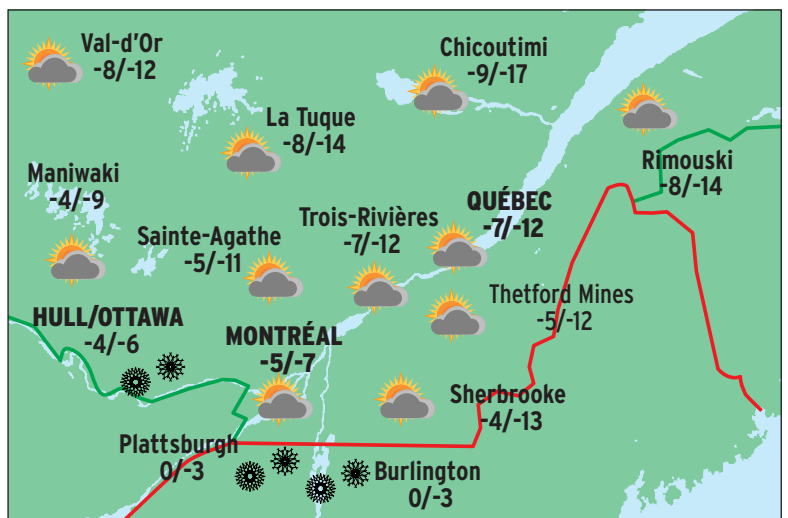 Val-d'Or
-8/-12
Chicoutimi
-9/-17
La Tuque
-8/-14
Rimouski
-8/-14
Maniwaki
-4/-9
QUÉBEC
-7/-12
Trois-Rivières
-7/-12
Sainte-Agathe
-5/-11
Thetford Mines
-5/-12
HULL/OTTAWA
-4/-6
MONTRÉAL
-5/-7
Sherbrooke
-4/-13
Plattsburgh
0/-3
Burlington
0/-3